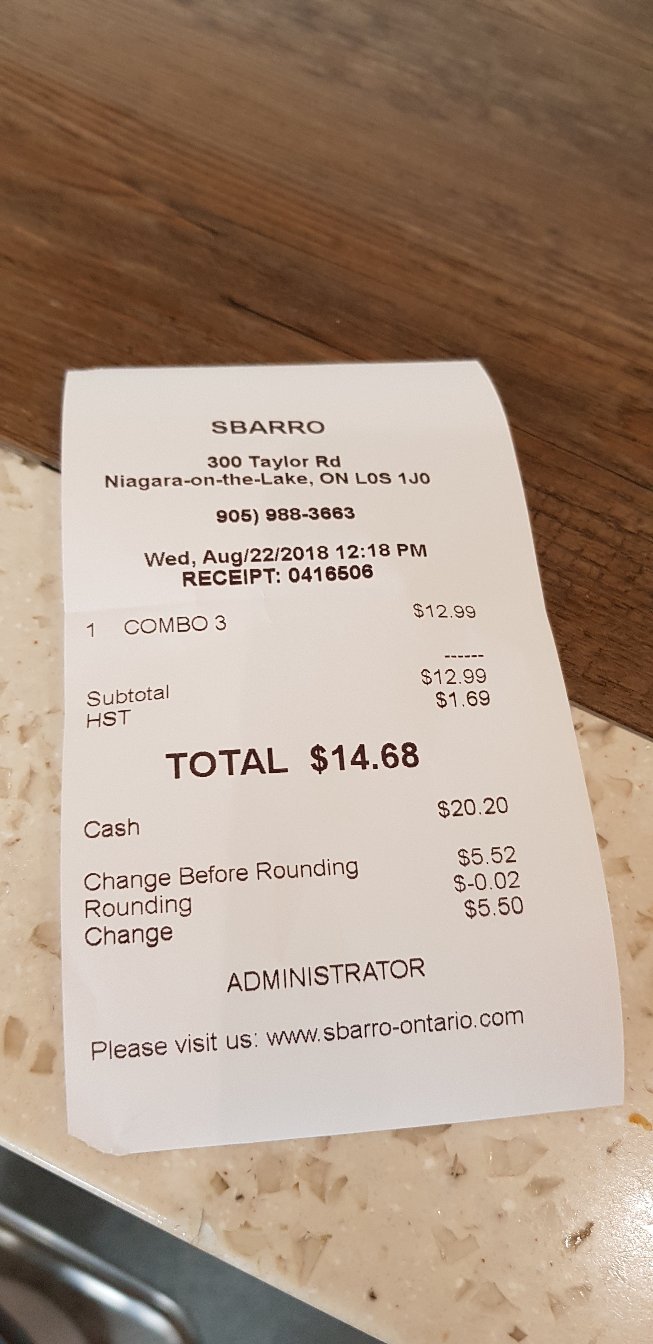 SBARRO
300 Taylor Rd
Niagara-on-the-Lake, ON L0S 1J0
905) 988-3663
Wed, Aug/22/2018 12:18 PM
RECEIPT: 0416506
1 COMBO 3 $12.99
------
Subtotal $12.99
HST $1.69
TOTAL $14.68
Cash $20.20
Change Before Rounding $5.52
Rounding $-0.02
Change $5.50
ADMINISTRATOR
Please visit us: www.sbarro-ontario.com